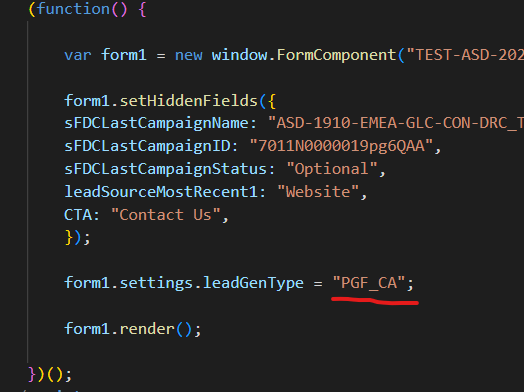 (function() {
var form1 = new window.FormComponent("TEST-ASD-202
form1.setHiddenFields({
sFDCLastCampaignName: "ASD-1910-EMEA-GLC-CON-DRC_T
sFDCLastCampaignID: "7011N0000019pg6QAA",
sFDCLastCampaignStatus: "Optional",
leadSourceMostRecent1: "Website",
CTA: "Contact Us",
});
form1.settings.leadGenType = "PGF_CA";
form1.render();
})();